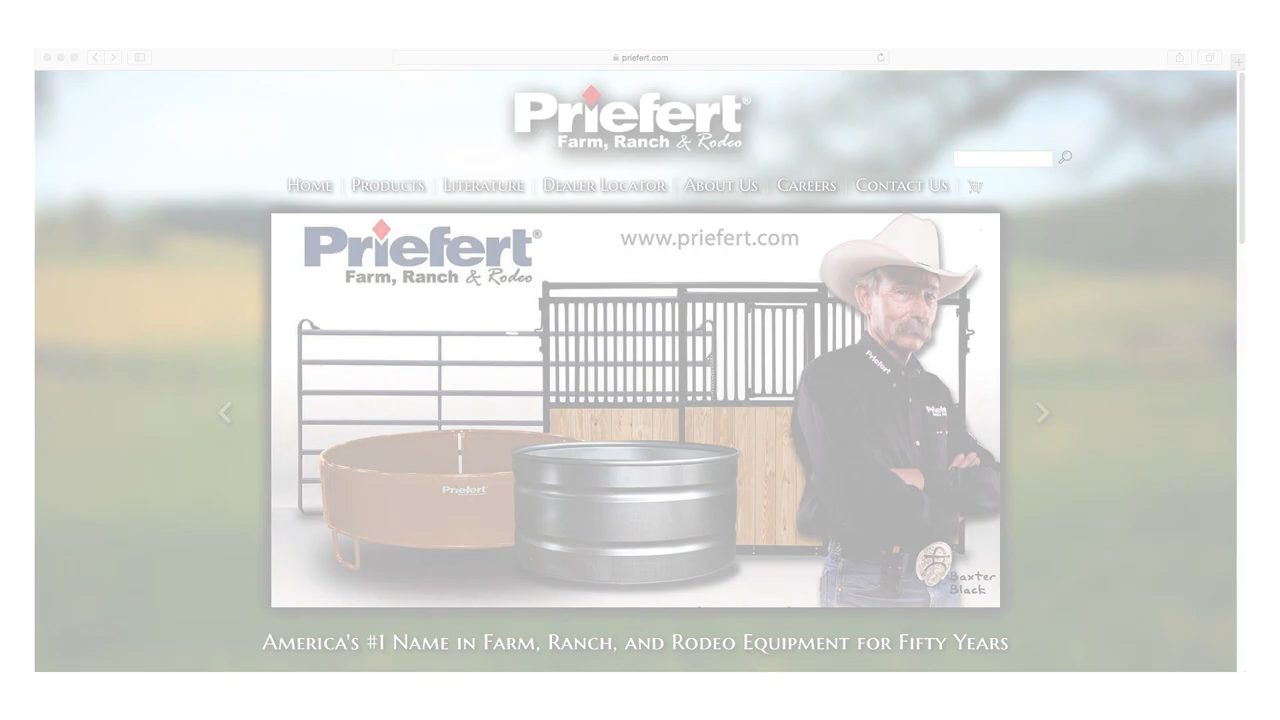 priefert.com
Priefert®
Farm, Ranch & Rodeo
Home | Products | Literature | Dealer Locator | About Us | Careers | Contact Us
Priefert®
www.priefert.com
Farm, Ranch & Rodeo
Priefert
Priefert
Priefert
Baxter
Black
America's #1 Name in Farm, Ranch, and Rodeo Equipment for Fifty Years